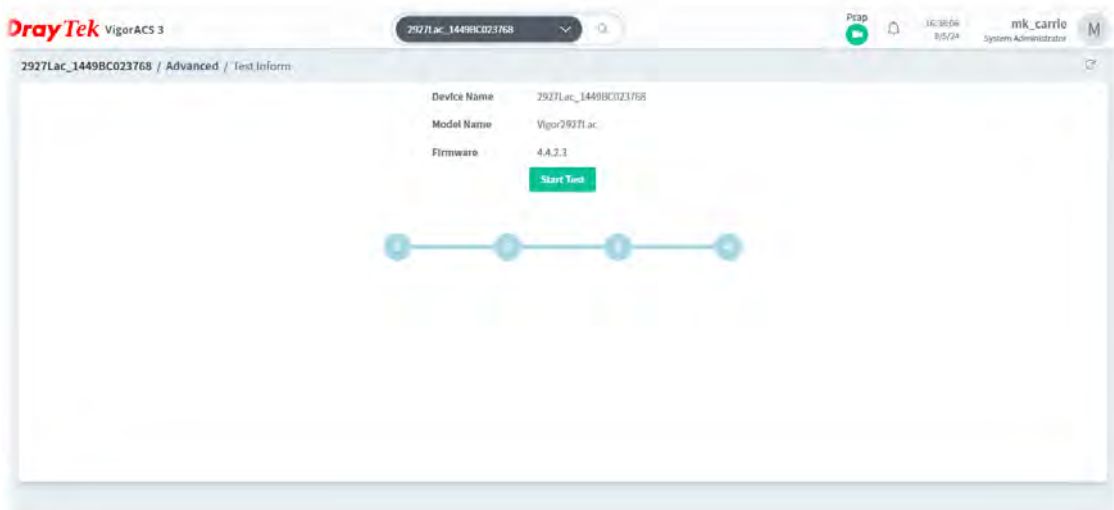 DrayTek VigorACS 3
2927Lac_1449BC023768
Pcap
16:38:06
8/5/24
mk_carrie
System Administrator
M
2927Lac_1449BC023768 / Advanced / Test Inform
Device Name 2927Lac_1449BC023768
Model Name Vigor2927Lac
Firmware 4.4.2.3
Start Test